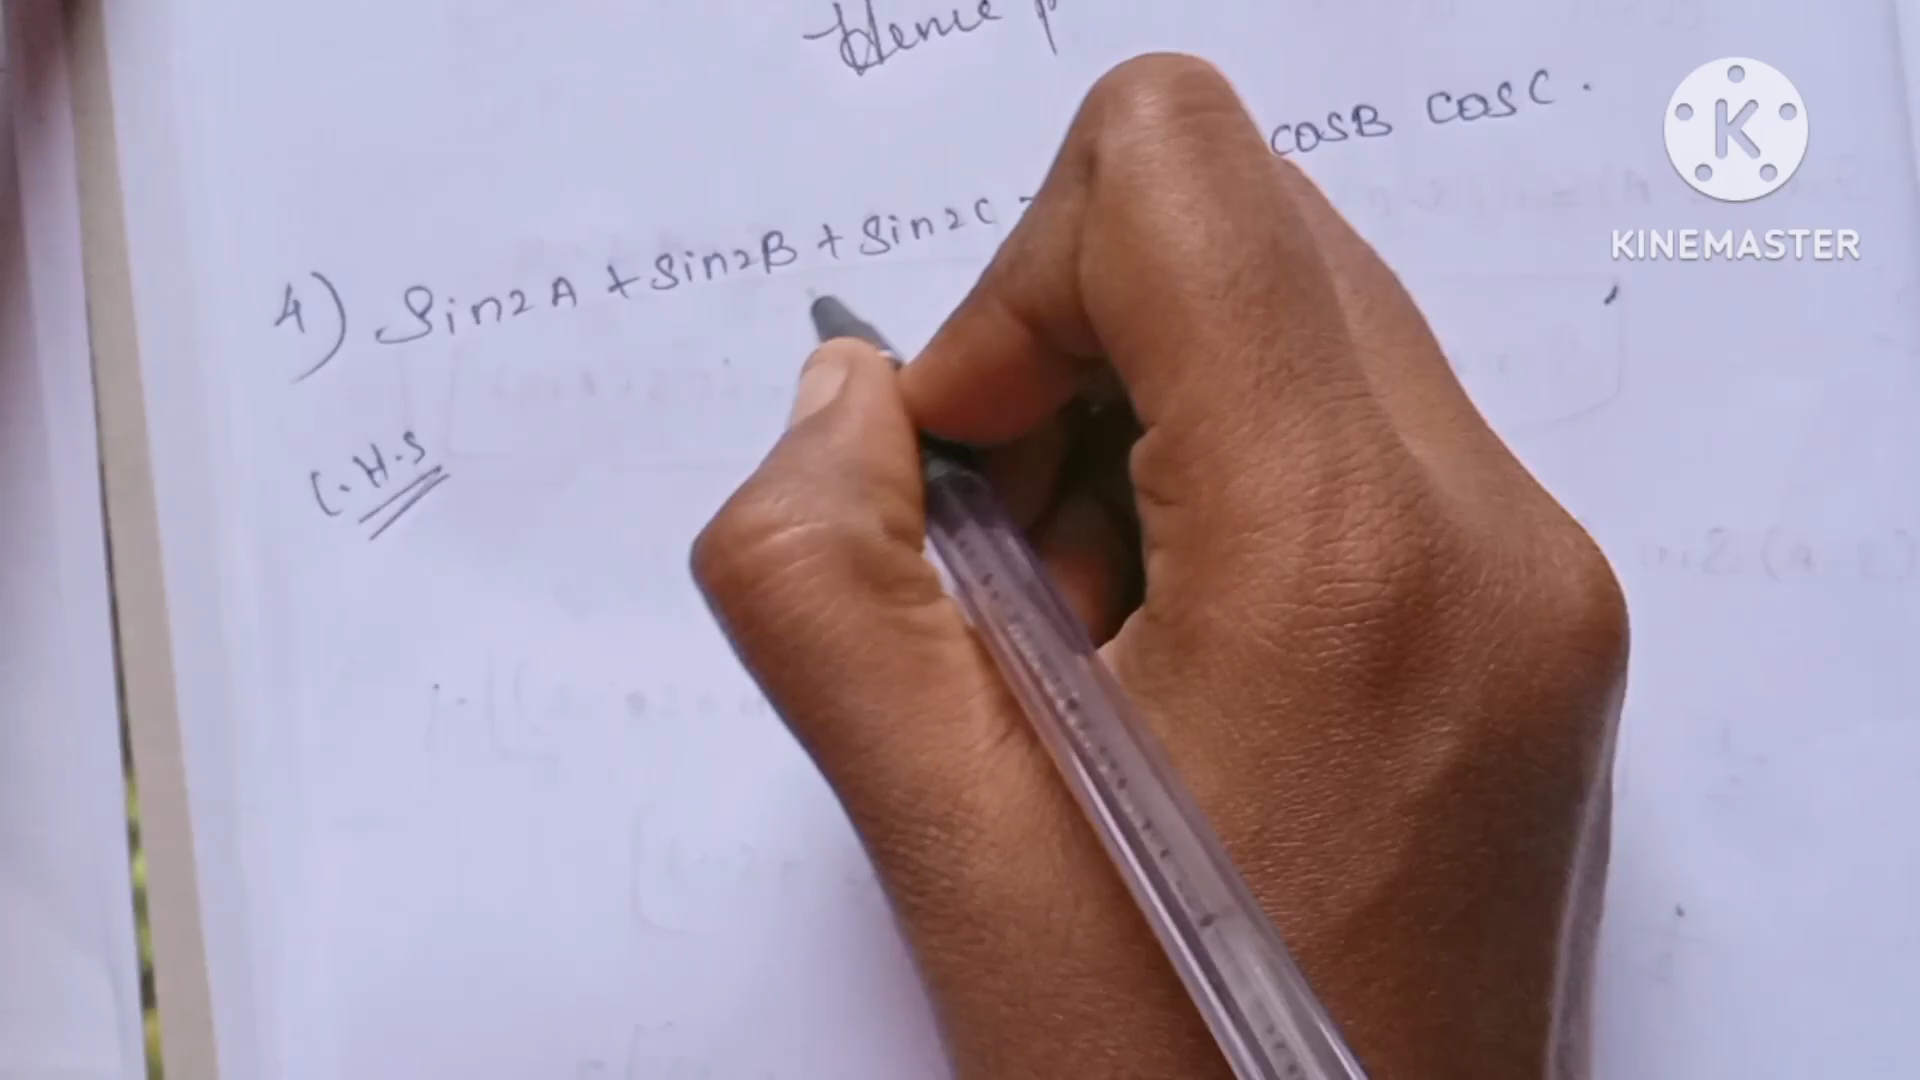 Hence p
4) Sin2A + Sin2B + Sin2C = cosB cosC.
L.H.S
K
KINEMASTER